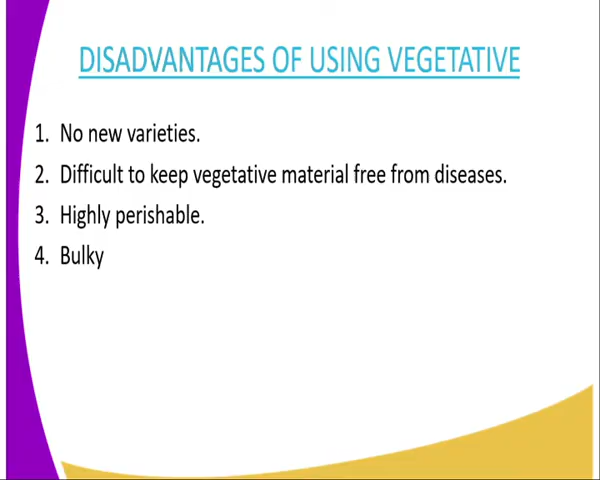 DISADVANTAGES OF USING VEGETATIVE
1. No new varieties.
2. Difficult to keep vegetative material free from diseases.
3. Highly perishable.
4. Bulky